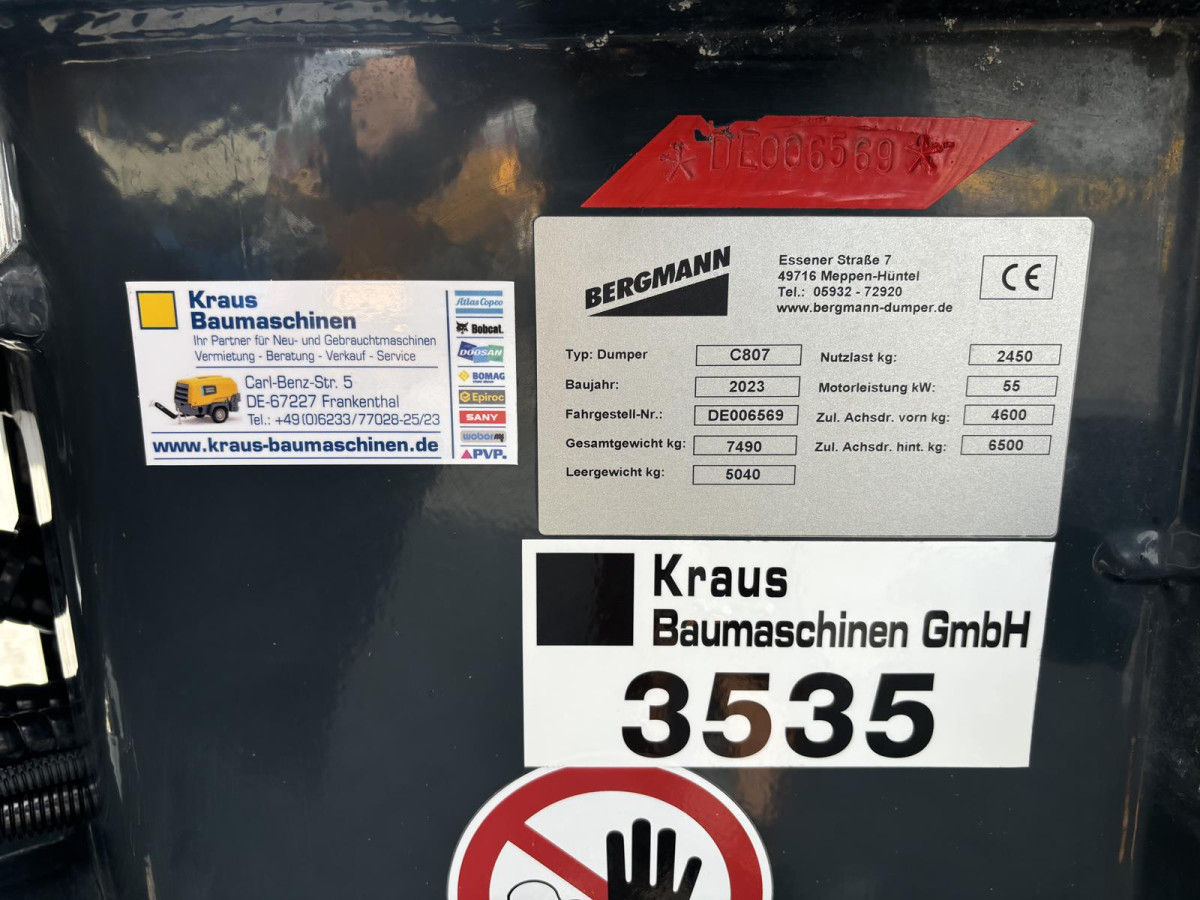 * DE006569 *
BERGMANN
Essener Straße 7
49716 Meppen-Hüntel
Tel.: 05932 - 72920
www.bergmann-dumper.de
CE
Typ: Dumper C807
Nutzlast kg: 2450
Baujahr: 2023
Motorleistung kW: 55
Fahrgestell-Nr.: DE006569
Zul. Achsdr. vorn kg: 4600
Gesamtgewicht kg: 7490
Zul. Achsdr. hint. kg: 6500
Leergewicht kg: 5040
Kraus
Baumaschinen
Ihr Partner für Neu- und Gebrauchtmaschinen
Vermietung - Beratung - Verkauf - Service
Carl-Benz-Str. 5
DE-67227 Frankenthal
Tel.: +49(0)6233/77028-25/23
www.kraus-baumaschinen.de
Atlas Copco
Bobcat.
DOOSAN
BOMAG
Epiroc
SANY
PVP.
Kraus
Baumaschinen GmbH
3535